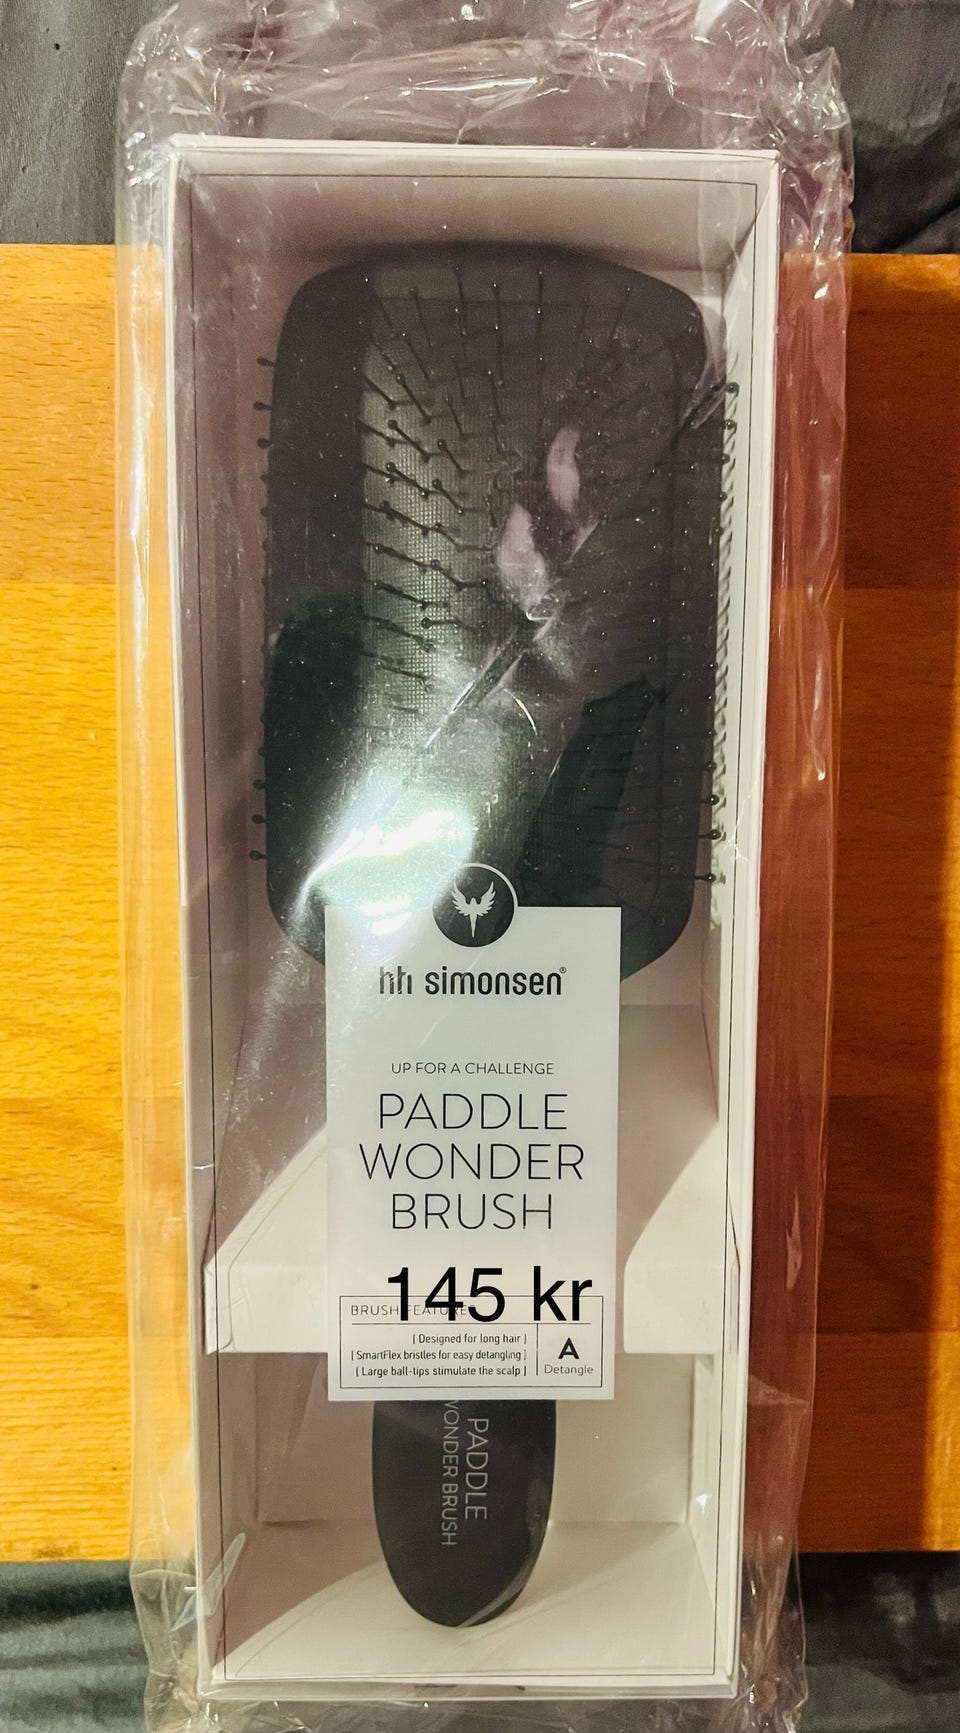 hh simonsen®
UP FOR A CHALLENGE
PADDLE
WONDER
BRUSH
145 kr
BRUSH FEATURES
[ Designed for long hair ]
[ SmartFlex bristles for easy detangling ]
[ Large ball-tips stimulate the scalp ]
A
Detangle
PADDLE
WONDER BRUSH